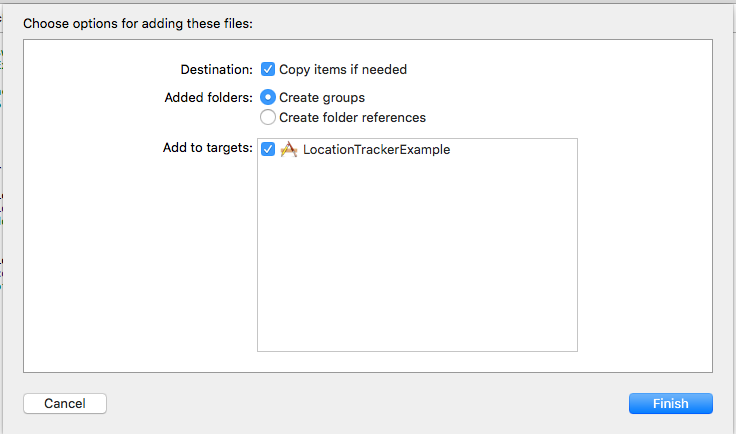 Choose options for adding these files:
Destination: Copy items if needed
Added folders: Create groups
Create folder references
Add to targets: LocationTrackerExample
Cancel Finish